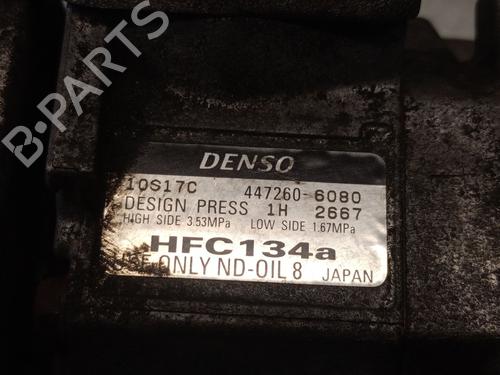 B-PARTS
DENSO
10S17C 447260-6080
DESIGN PRESS 1H 2667
HIGH SIDE 3.53MPa LOW SIDE 1.67MPa
HFC134a
USE ONLY ND-OIL 8 JAPAN